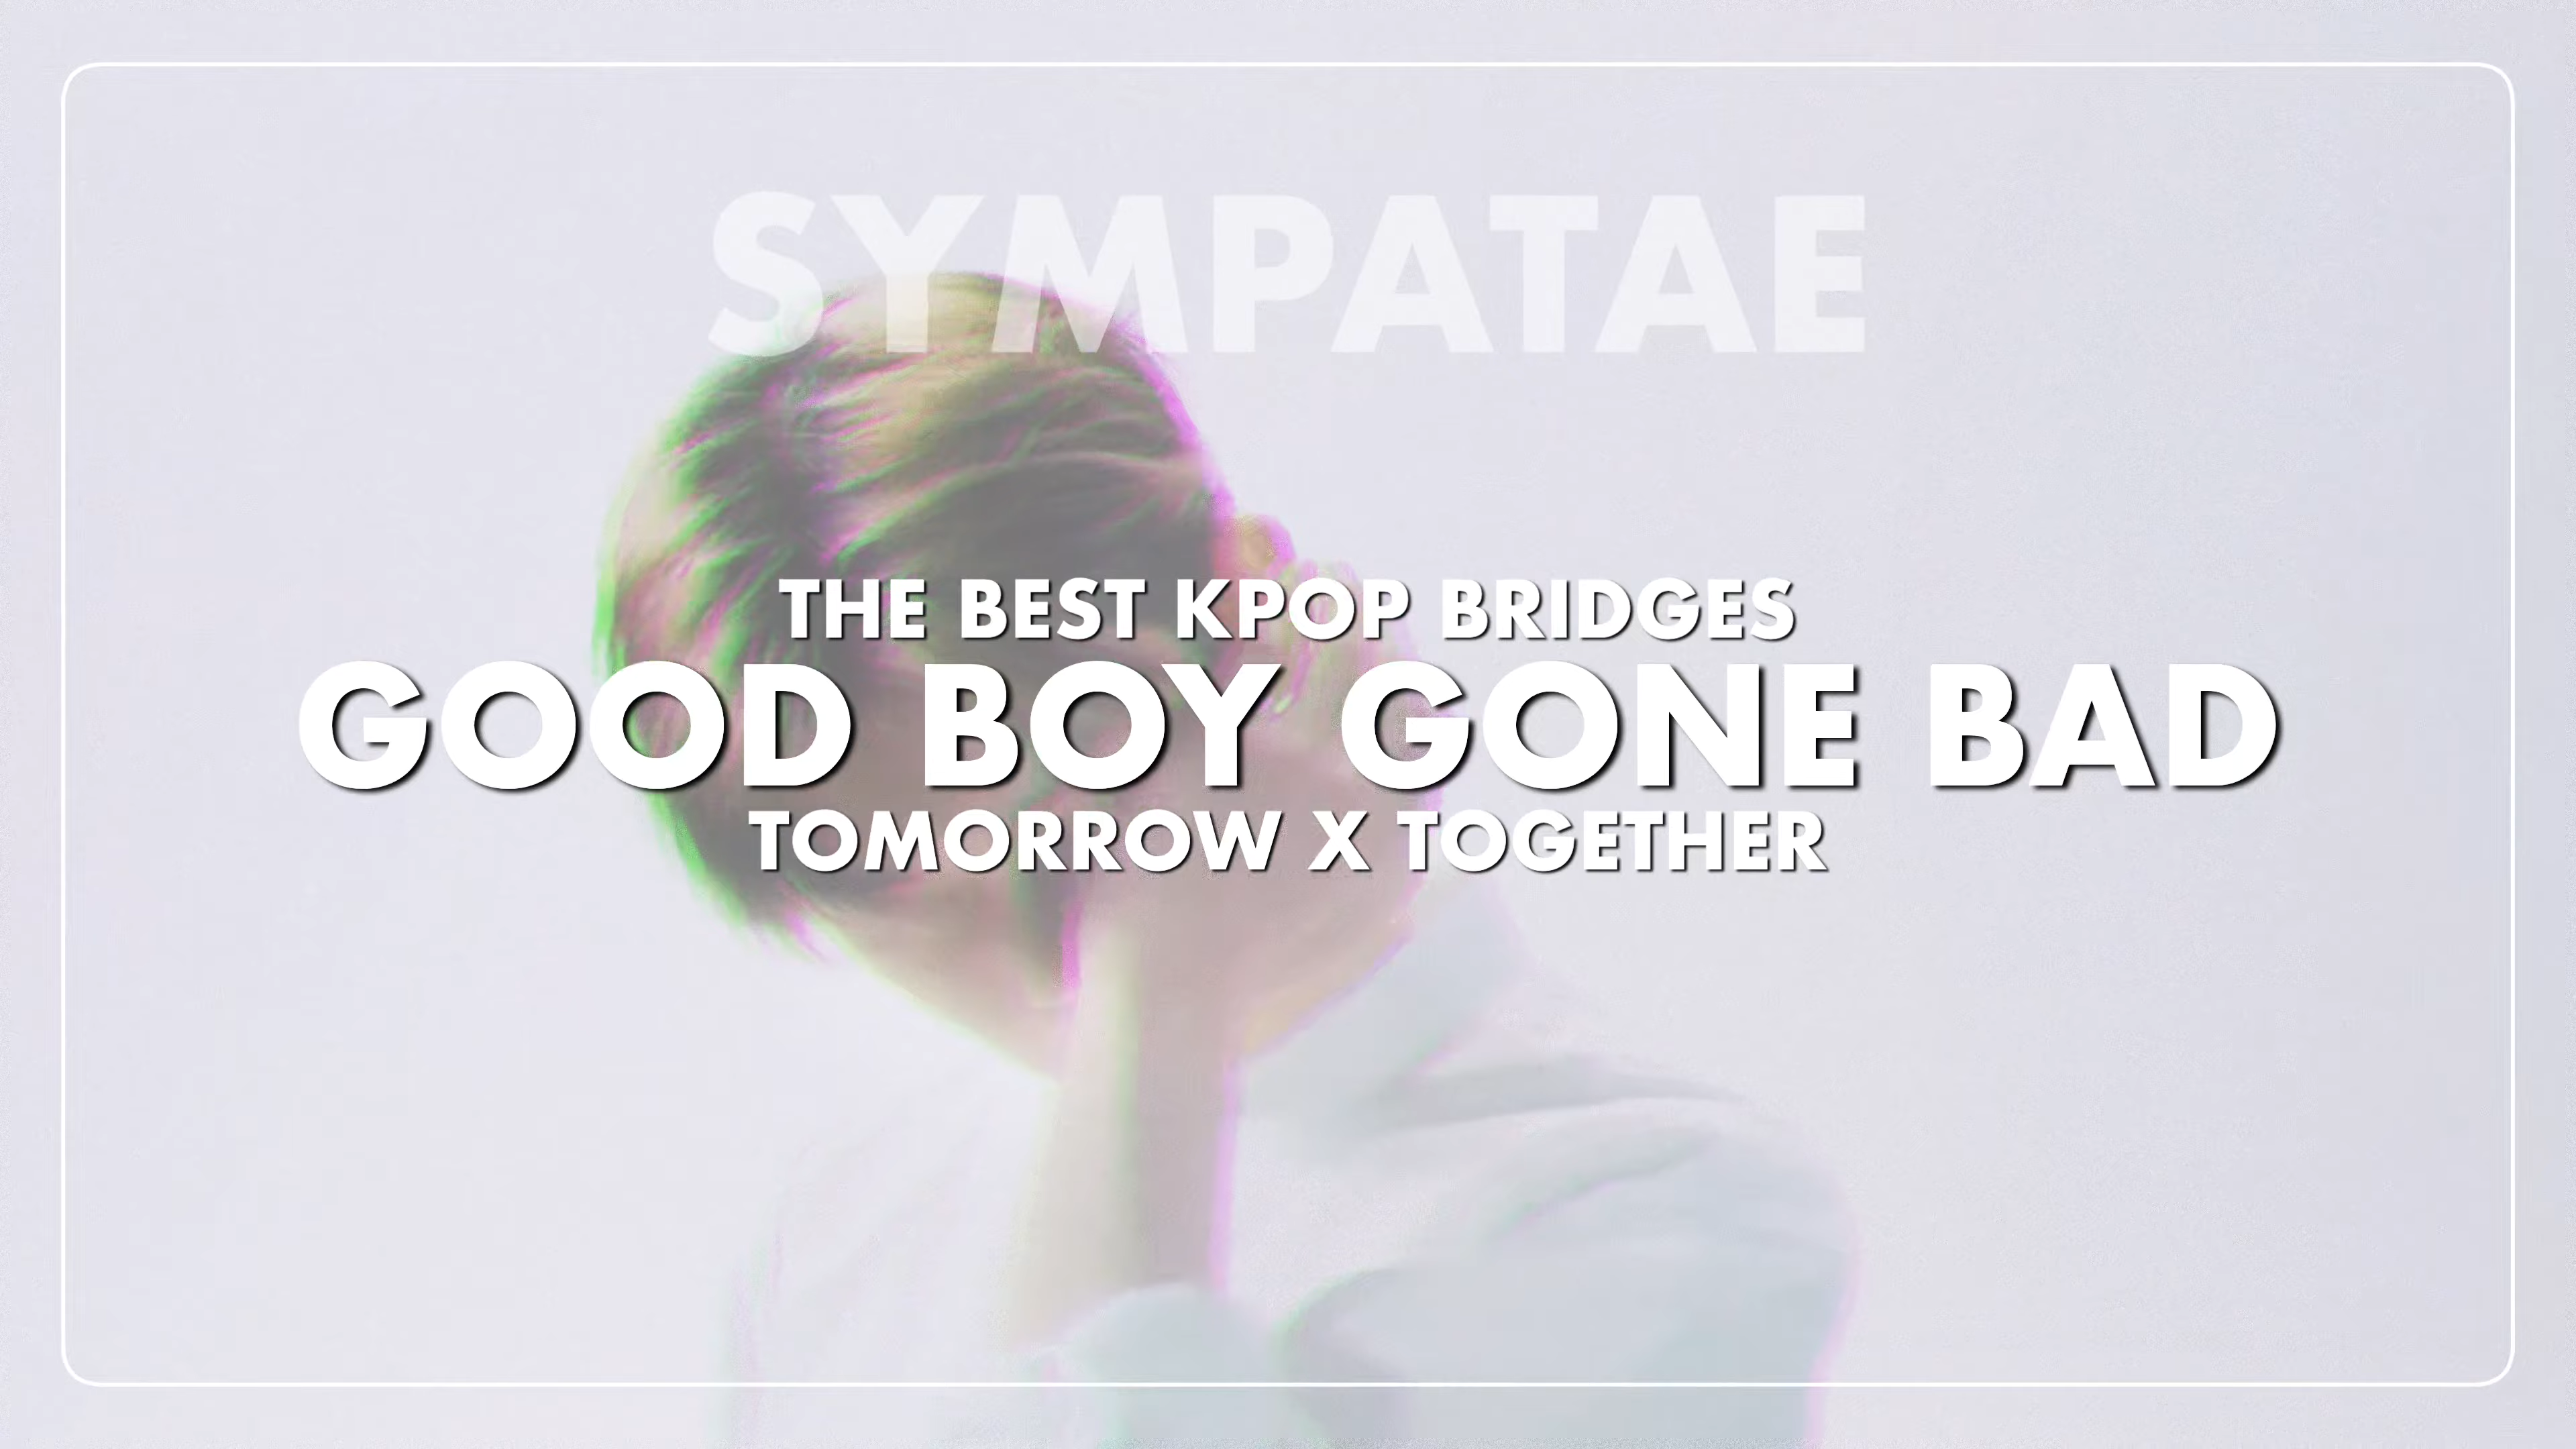 SYMPATAE
THE BEST KPOP BRIDGES
GOOD BOY GONE BAD
TOMORROW X TOGETHER